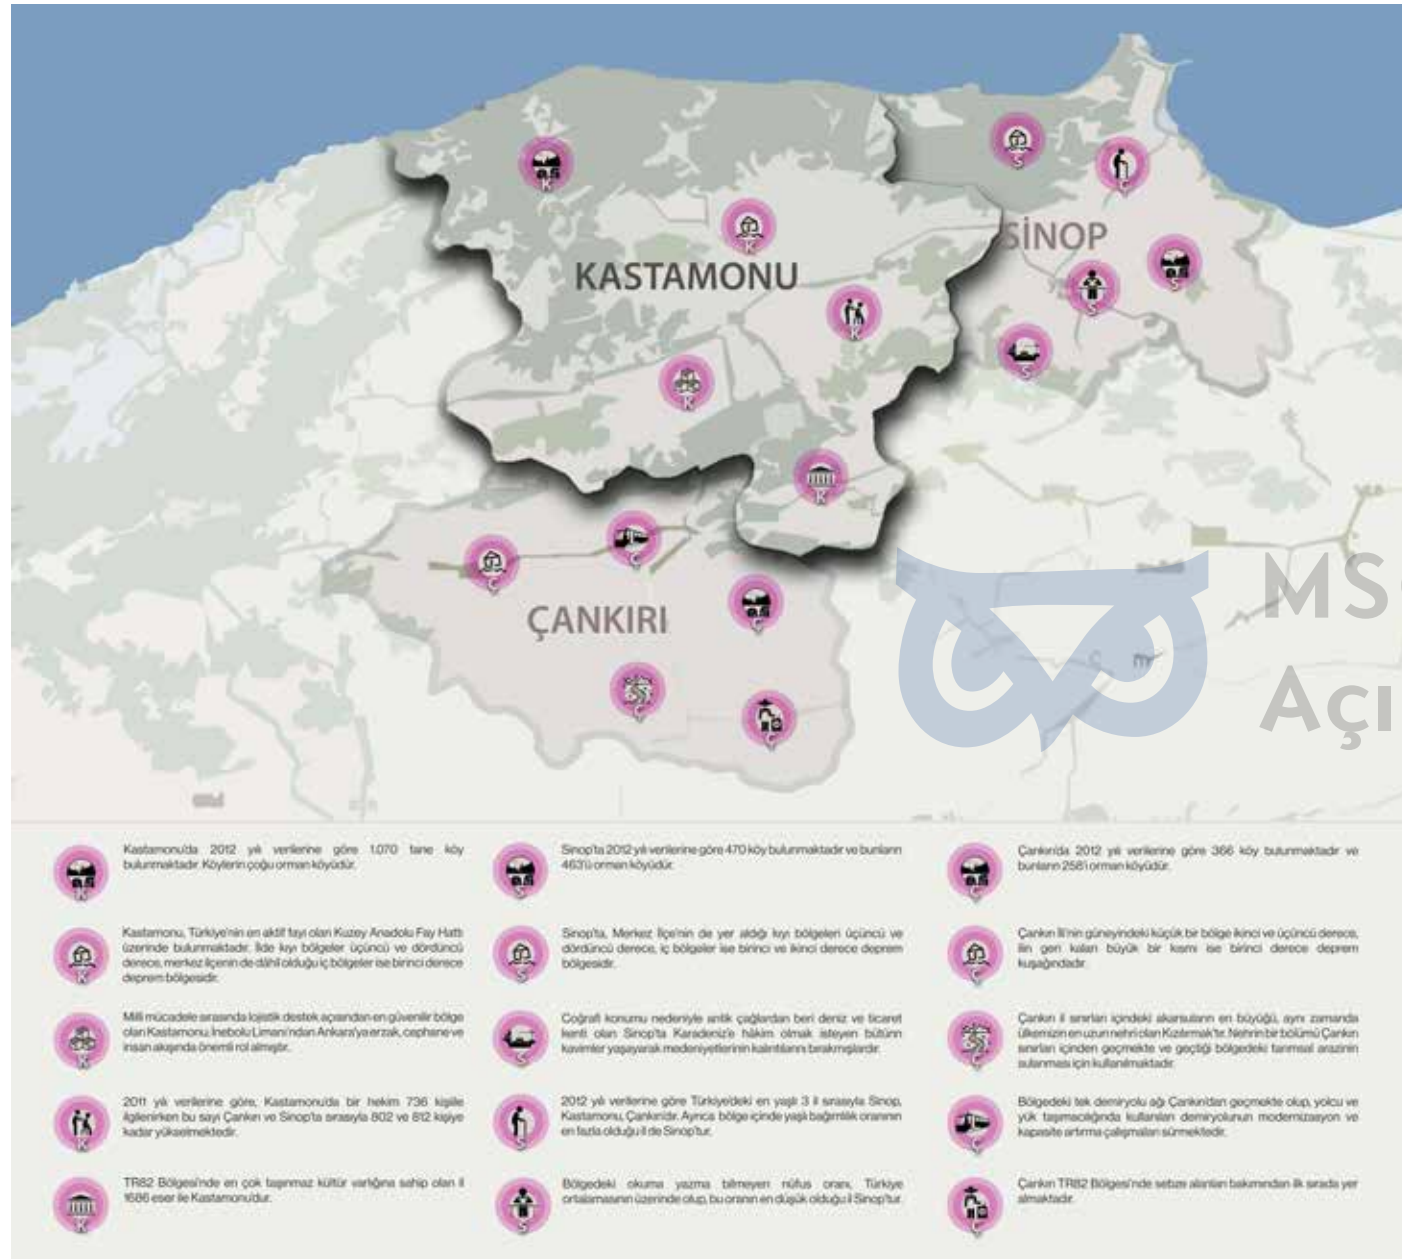 SİNOP
KASTAMONU
ÇANKIRI
MS
Açı
Kastamonu'da 2012 yılı verilerine göre 1.070 tane köy
bulunmaktadır. Köylerin çoğu orman köyüdür.
Kastamonu, Türkiye'nin en aktif fayı olan Kuzey Anadolu Fay Hattı
üzerinde bulunmaktadır. İlde kıyı bölgeler üçüncü ve dördüncü
derece, merkez ilçenin de dâhil olduğu iç bölgeler ise birinci derece
deprem bölgesidir.
Milli mücadele sırasında lojistik destek açısından en güvenilir bölge
olan Kastamonu, İnebolu Limanı'ndan Ankara'ya erzak, cephane ve
insan akışında önemli rol almıştır.
2011 yılı verilerine göre, Kastamonu'da bir hekim 736 kişiile
ilgilenirken bu sayı Çankırı ve Sinop'ta sırasıyla 802 ve 812 kişiye
kadar yükselmektedir.
TR82 Bölgesi'nde en çok taşınmaz kültür varlığına sahip olan il
1686 eser ile Kastamonu'dur.
Sinop'ta 2012 yılı verilerine göre 470 köy bulunmaktadır ve bunların
463'ü orman köyüdür.
Sinop'ta, Merkez İlçe'nin de yer aldığı kıyı bölgeleri üçüncü ve
dördüncü derece, iç bölgeler ise birinci ve ikinci derece deprem
bölgesidir.
Coğrafi konumu nedeniyle antik çağlardan beri deniz ve ticaret
kenti olan Sinop'ta Karadeniz'e hâkim olmak isteyen bütün
kavimler yaşayarak medeniyetlerinin kalıntılarını bırakmışlardır.
2012 yılı verilerine göre Türkiye'deki en yaşlı 3 il sırasıyla Sinop,
Kastamonu, Çankırı'dır. Ayrıca bölge içinde yaşlı bağımlılık oranının
en fazla olduğu il de Sinop'tur.
Bölgedeki okuma yazma bilmeyen nüfus oranı, Türkiye
ortalamasının üzerinde olup, bu oranın en düşük olduğu il Sinop'tur.
Çankırı'da 2012 yılı verilerine göre 366 köy bulunmaktadır ve
bunların 258'i orman köyüdür.
Çankırı İli'nin güneyindeki küçük bir bölge ikinci ve üçüncü derece,
ilin geri kalan büyük bir kısmı ise birinci derece deprem
kuşağındadır.
Çankırı il sınırları içindeki akarsuların en büyüğü, aynı zamanda
ülkemizin en uzun nehri olan Kızılırmak'tır. Nehrin bir bölümü Çankırı
sınırları içinden geçmekte ve geçtiği bölgedeki tarımsal arazinin
sulanması için kullanılmaktadır.
Bölgedeki tek demiryolu ağı Çankırı'dan geçmekte olup, yolcu ve
yük taşımacılığında kullanılan demiryolunun modernizasyon ve
kapasite artırma çalışmaları sürmektedir.
Çankırı TR82 Bölgesi'nde sebze alanları bakımından ilk sırada yer
almaktadır.